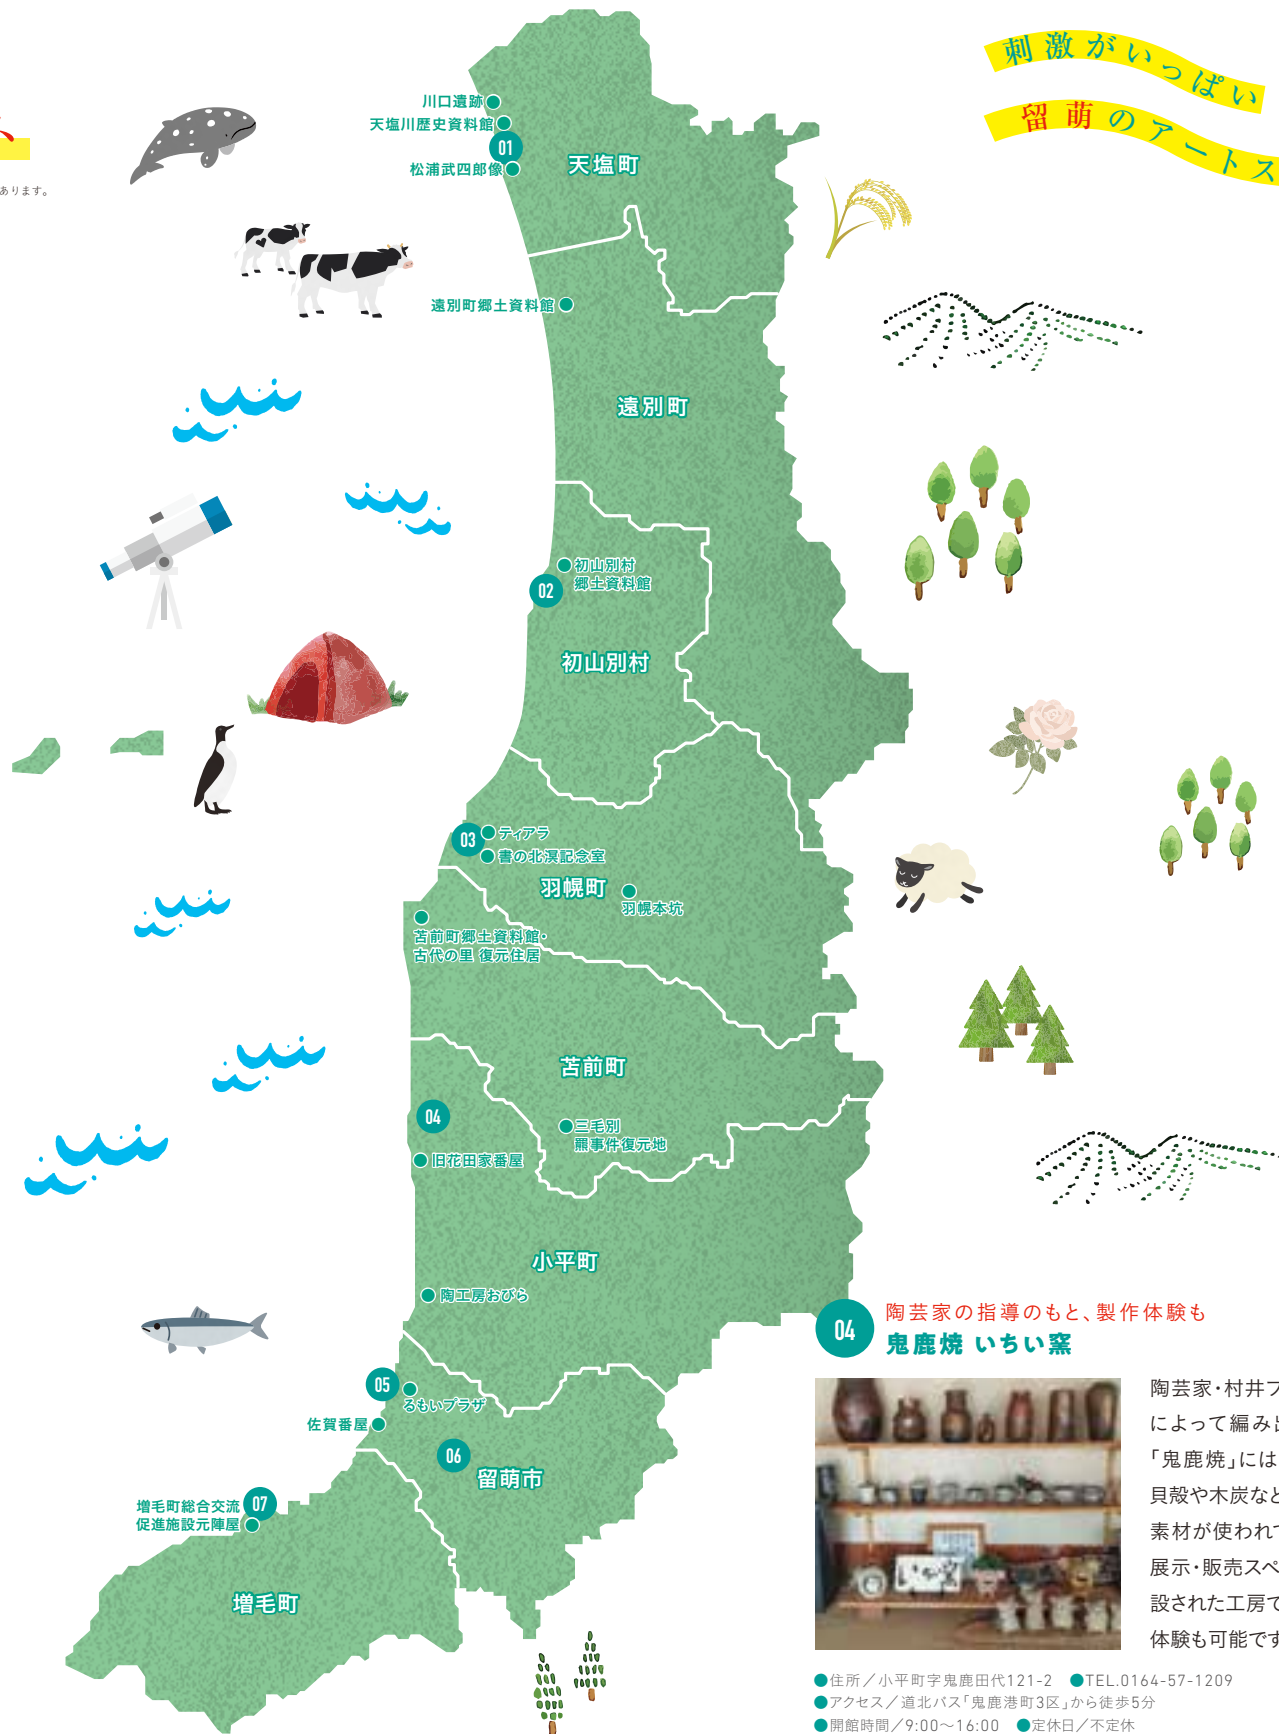 刺激がいっぱい
留萌のアートス
あります。
川口遺跡
天塩川歴史資料館
01
松浦武四郎像
天塩町
遠別町郷土資料館
遠別町
初山別村
郷土資料館
02
初山別村
03
ティアラ
書の北溟記念室
羽幌町
羽幌本坑
苫前町郷土資料館・
古代の里 復元住居
苫前町
04
三毛別
羆事件復元地
旧花田家番屋
小平町
陶工房おびら
05
るもいプラザ
佐賀番屋
06
留萌市
増毛町総合交流
促進施設元陣屋
07
増毛町
04
陶芸家の指導のもと、製作体験も
鬼鹿焼 いちい窯
陶芸家・村井フ
によって編み出
「鬼鹿焼」には
貝殻や木炭など
素材が使われて
展示・販売スペ
設された工房で
体験も可能です
●住所／小平町字鬼鹿田代121-2 ●TEL.0164-57-1209
●アクセス／道北バス「鬼鹿港町3区」から徒歩5分
●開館時間／9:00～16:00 ●定休日／不定休